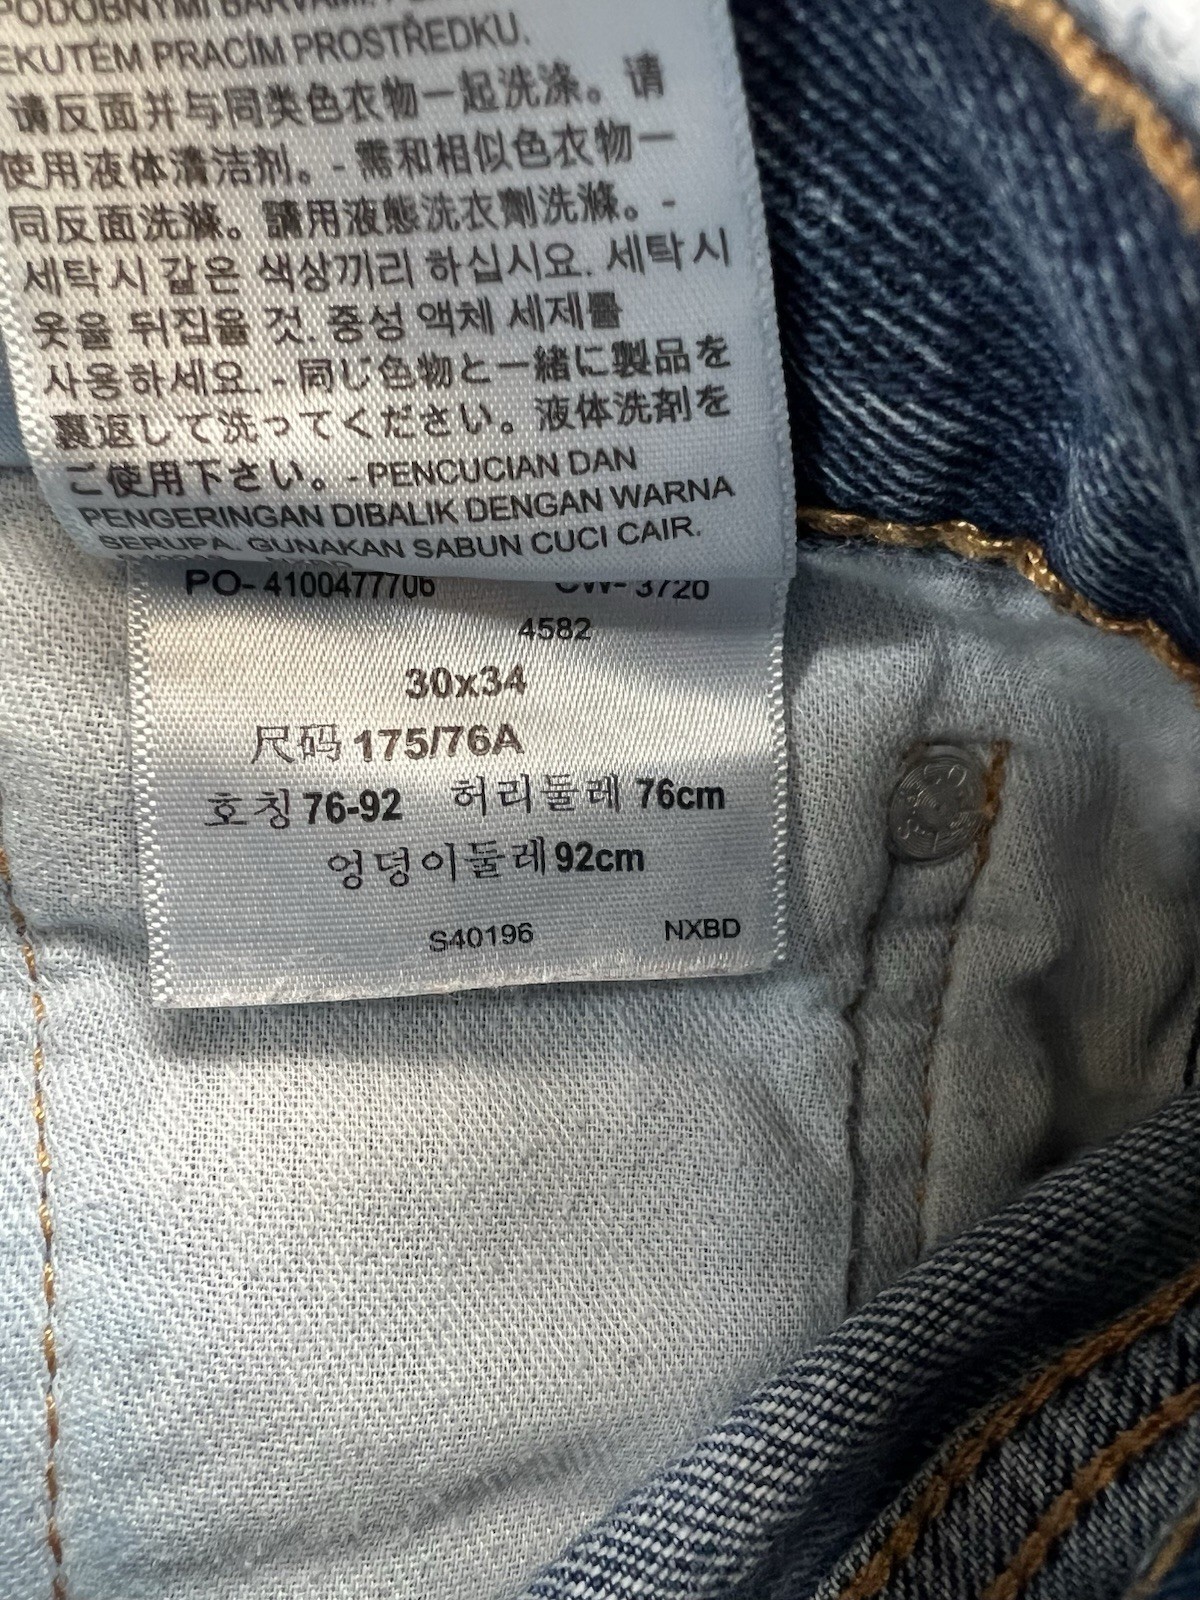 PODOBNÝMI BARVAMI.
EKUTÉM PRACÍM PROSTŘEDKU.
请反面并与同类色衣物一起洗涤。请
使用液体清洁剂。- 需和相似色衣物一
同反面洗滌。請用液態洗衣劑洗滌。-
세탁시 같은 색상끼리 하십시요. 세탁시
옷을 뒤집을 것. 중성 액체 세제를
사용하세요. - 同じ色物と一緒に製品を
裏返して洗ってください。液体洗剤を
ご使用下さい。- PENCUCIAN DAN
PENGERINGAN DIBALIK DENGAN WARNA
SERUPA. GUNAKAN SABUN CUCI CAIR.
PO- 4100477706 CW- 3720
4582
30x34
尺码 175/76A
호칭 76-92 허리둘레 76cm
엉덩이둘레 92cm
S40196 NXBD